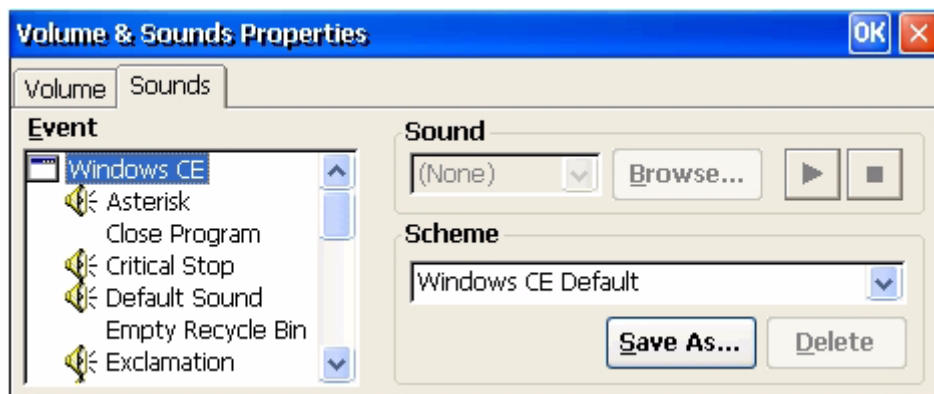 Volume & Sounds Properties
OK
Volume
Sounds
Event
Windows CE
Asterisk
Close Program
Critical Stop
Default Sound
Empty Recycle Bin
Exclamation
Sound
(None)
Browse...
Scheme
Windows CE Default
Save As...
Delete